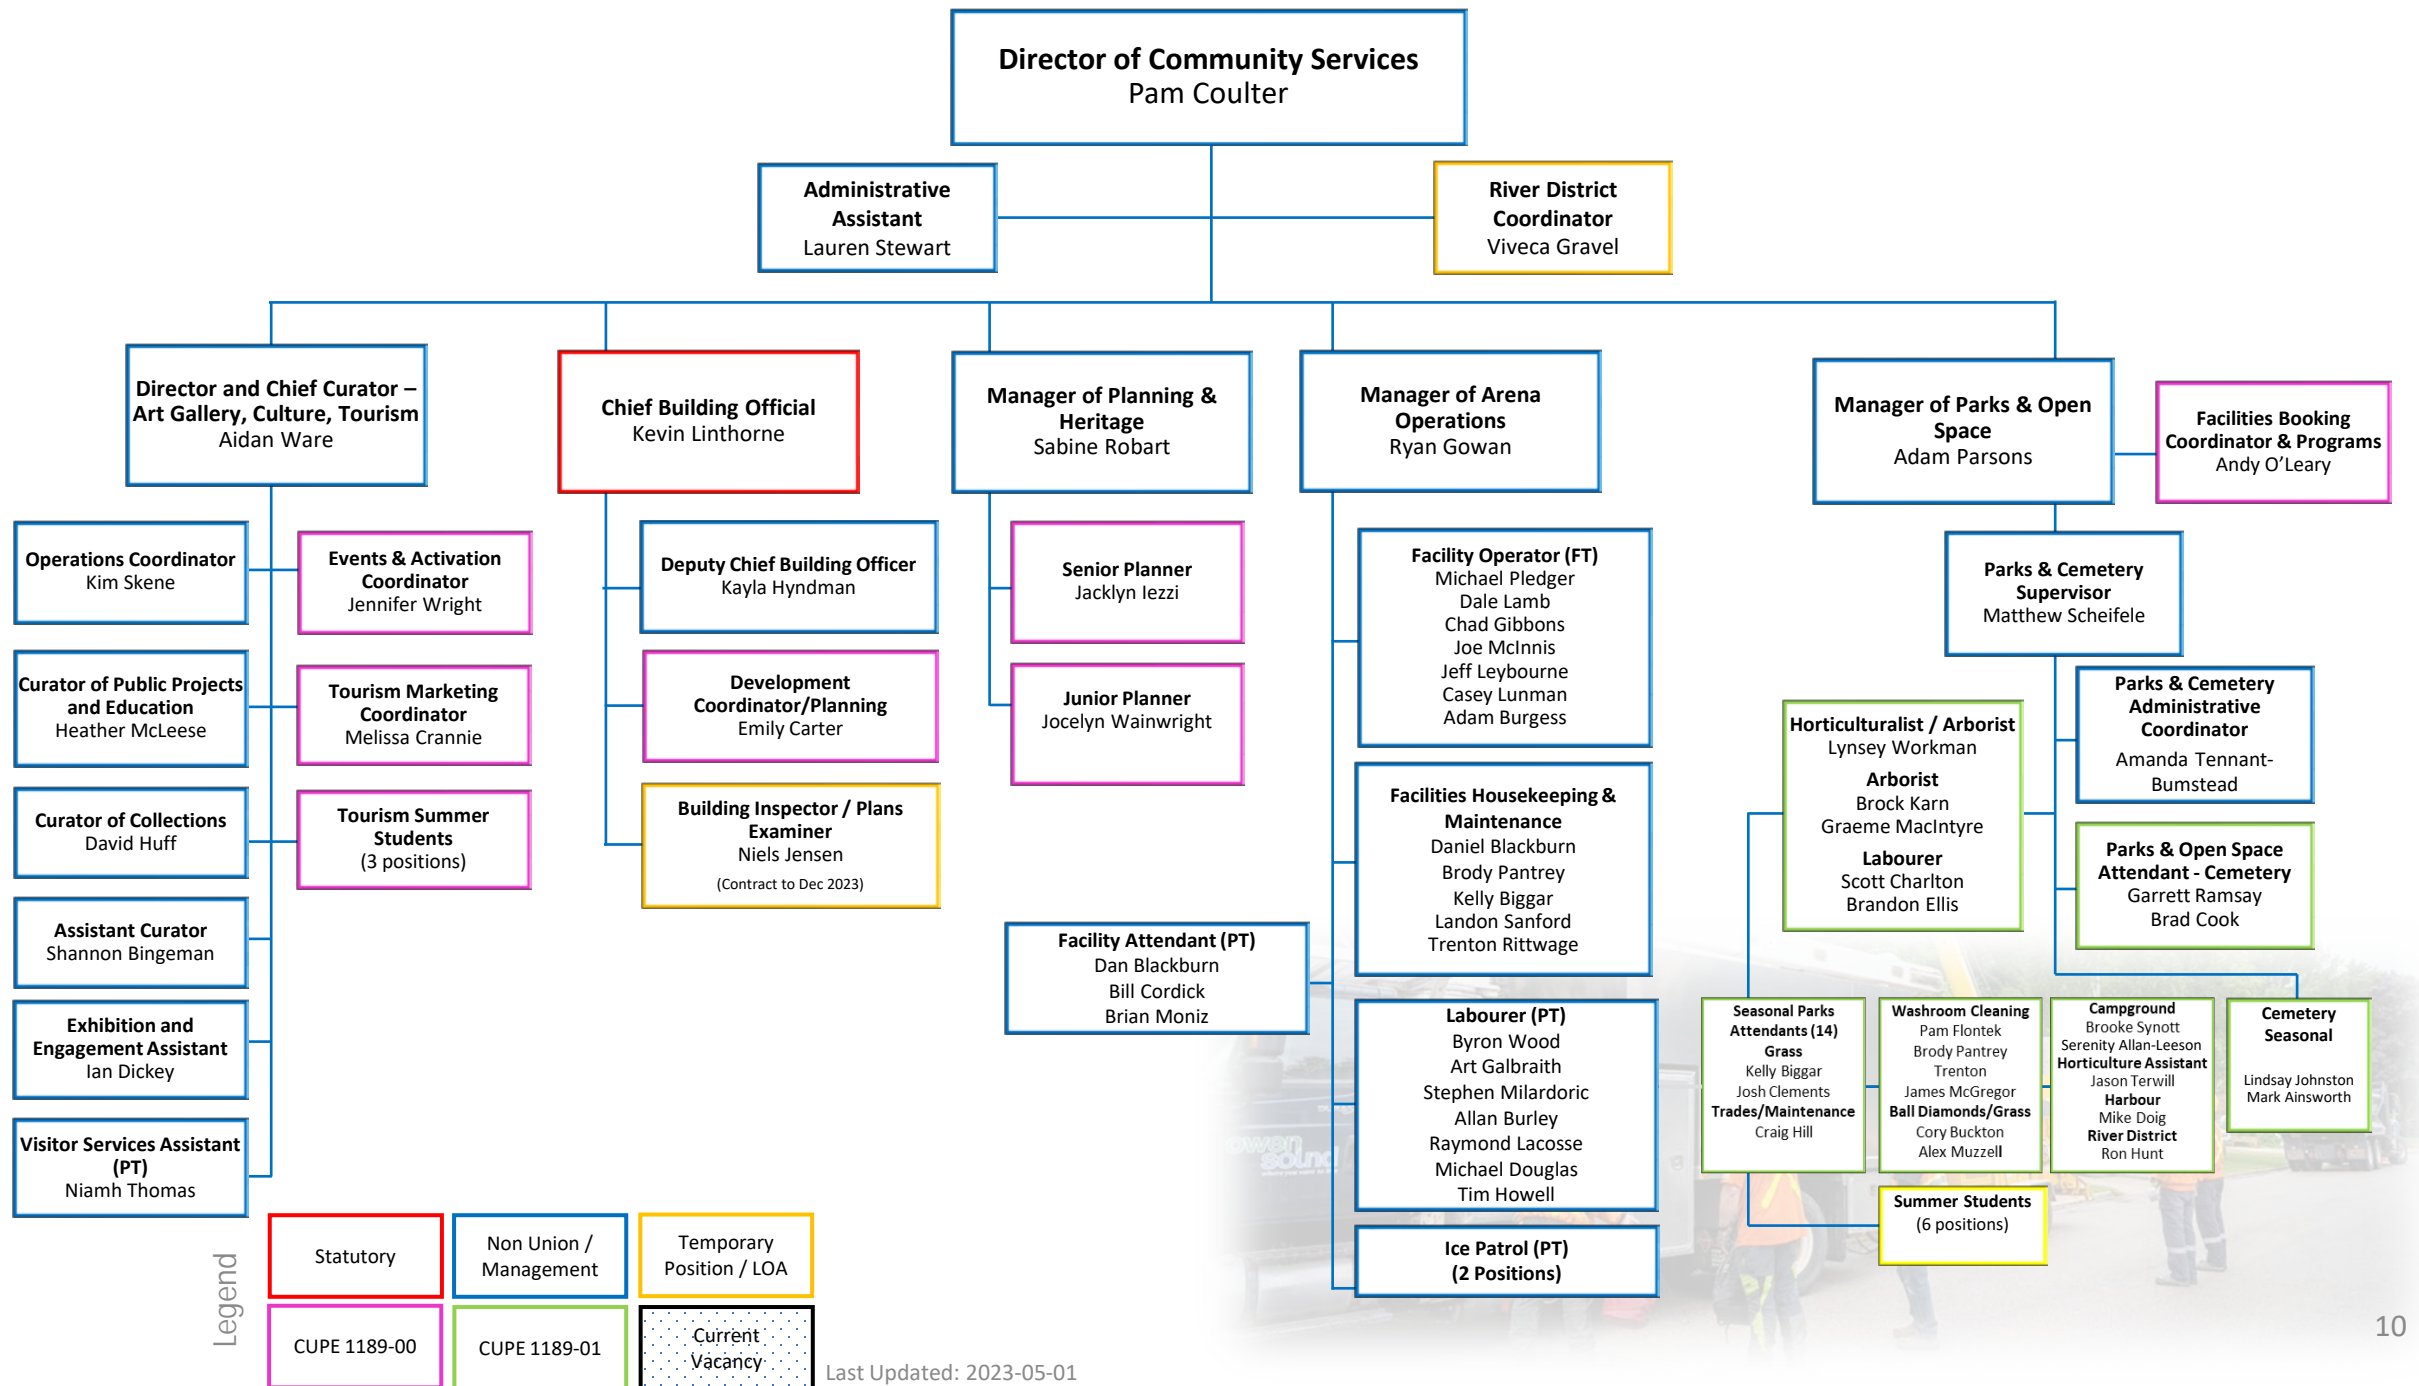 Director of Community Services
Pam Coulter
Administrative
Assistant
Lauren Stewart
River District
Coordinator
Viveca Gravel
Director and Chief Curator –
Art Gallery, Culture, Tourism
Aidan Ware
Chief Building Official
Kevin Linthorne
Manager of Planning &
Heritage
Sabine Robart
Manager of Arena
Operations
Ryan Gowan
Manager of Parks & Open
Space
Adam Parsons
Facilities Booking
Coordinator & Programs
Andy O'Leary
Operations Coordinator
Kim Skene
Events & Activation
Coordinator
Jennifer Wright
Curator of Public Projects
and Education
Heather McLeese
Tourism Marketing
Coordinator
Melissa Crannie
Curator of Collections
David Huff
Tourism Summer
Students
(3 positions)
Assistant Curator
Shannon Bingeman
Exhibition and
Engagement Assistant
Ian Dickey
Visitor Services Assistant
(PT)
Niamh Thomas
Deputy Chief Building Officer
Kayla Hyndman
Development
Coordinator/Planning
Emily Carter
Building Inspector / Plans
Examiner
Niels Jensen
(Contract to Dec 2023)
Senior Planner
Jacklyn Iezzi
Junior Planner
Jocelyn Wainwright
Facility Operator (FT)
Michael Pledger
Dale Lamb
Chad Gibbons
Joe McInnis
Jeff Leybourne
Casey Lunman
Adam Burgess
Facilities Housekeeping &
Maintenance
Daniel Blackburn
Brody Pantrey
Kelly Biggar
Landon Sanford
Trenton Rittwage
Facility Attendant (PT)
Dan Blackburn
Bill Cordick
Brian Moniz
Labourer (PT)
Byron Wood
Art Galbraith
Stephen Milardoric
Allan Burley
Raymond Lacosse
Michael Douglas
Tim Howell
Ice Patrol (PT)
(2 Positions)
Parks & Cemetery
Supervisor
Matthew Scheifele
Parks & Cemetery
Administrative
Coordinator
Amanda Tennant-
Bumstead
Horticulturalist / Arborist
Lynsey Workman
Arborist
Brock Karn
Graeme MacIntyre
Labourer
Scott Charlton
Brandon Ellis
Parks & Open Space
Attendant - Cemetery
Garrett Ramsay
Brad Cook
Seasonal Parks
Attendants (14)
Grass
Kelly Biggar
Josh Clements
Trades/Maintenance
Craig Hill
Washroom Cleaning
Pam Flontek
Brody Pantrey
Trenton
James McGregor
Ball Diamonds/Grass
Cory Buckton
Alex Muzzell
Campground
Brooke Synott
Serenity Allan-Leeson
Horticulture Assistant
Jason Terwill
Harbour
Mike Doig
River District
Ron Hunt
Cemetery
Seasonal
Lindsay Johnston
Mark Ainsworth
Summer Students
(6 positions)
owen
sound
Legend
Statutory
Non Union /
Management
Temporary
Position / LOA
CUPE 1189-00
CUPE 1189-01
Current
Vacancy
Last Updated: 2023-05-01
10